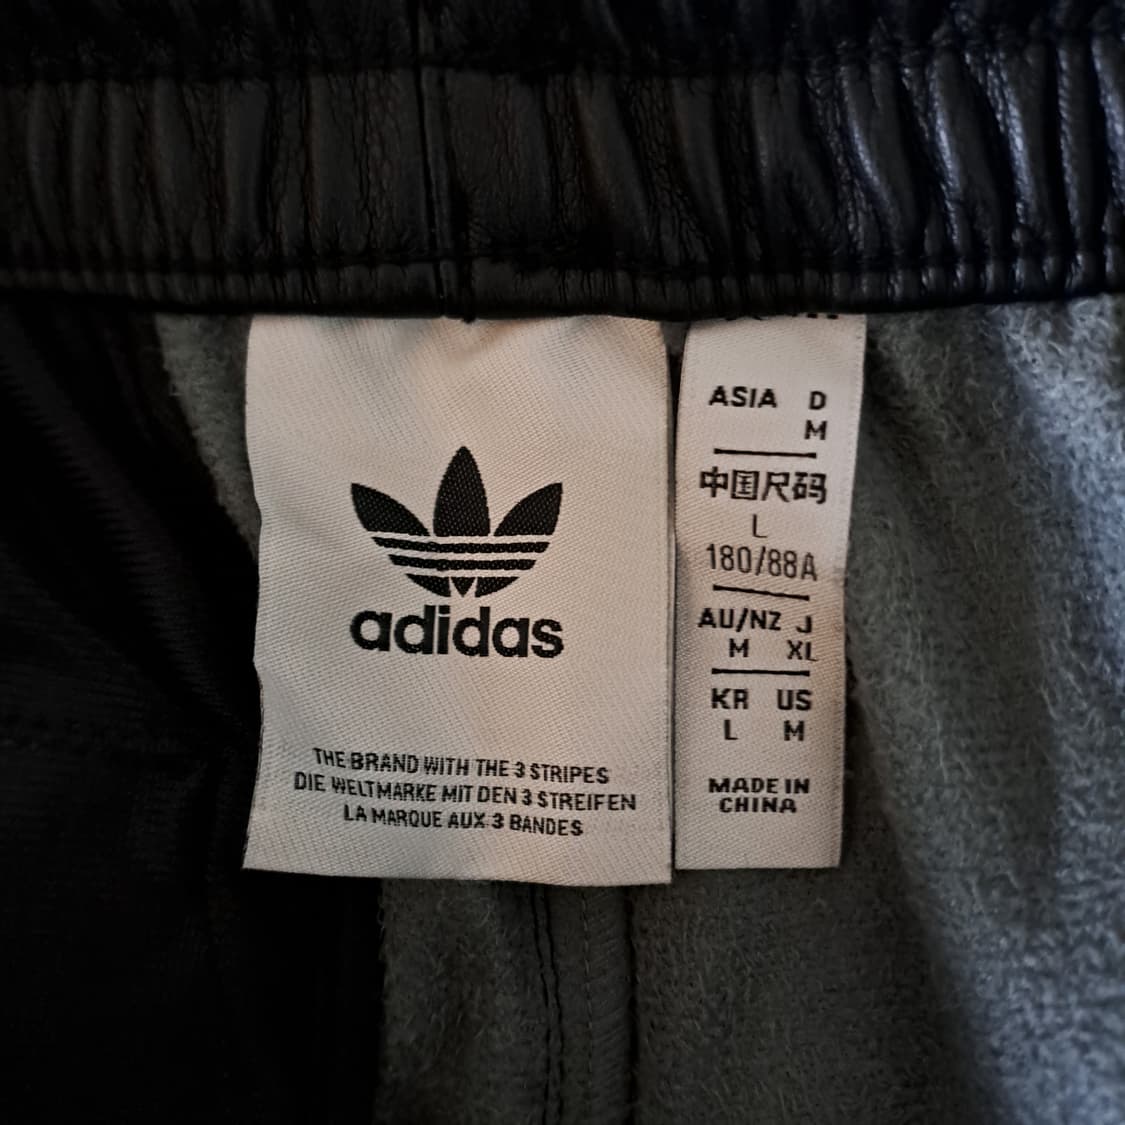 adidas
THE BRAND WITH THE 3 STRIPES
DIE WELTMARKE MIT DEN 3 STREIFEN
LA MARQUE AUX 3 BANDES
ASIA D
M
中国尺码
L
180/88A
AU/NZ J
M XL
KR US
L M
MADE IN
CHINA